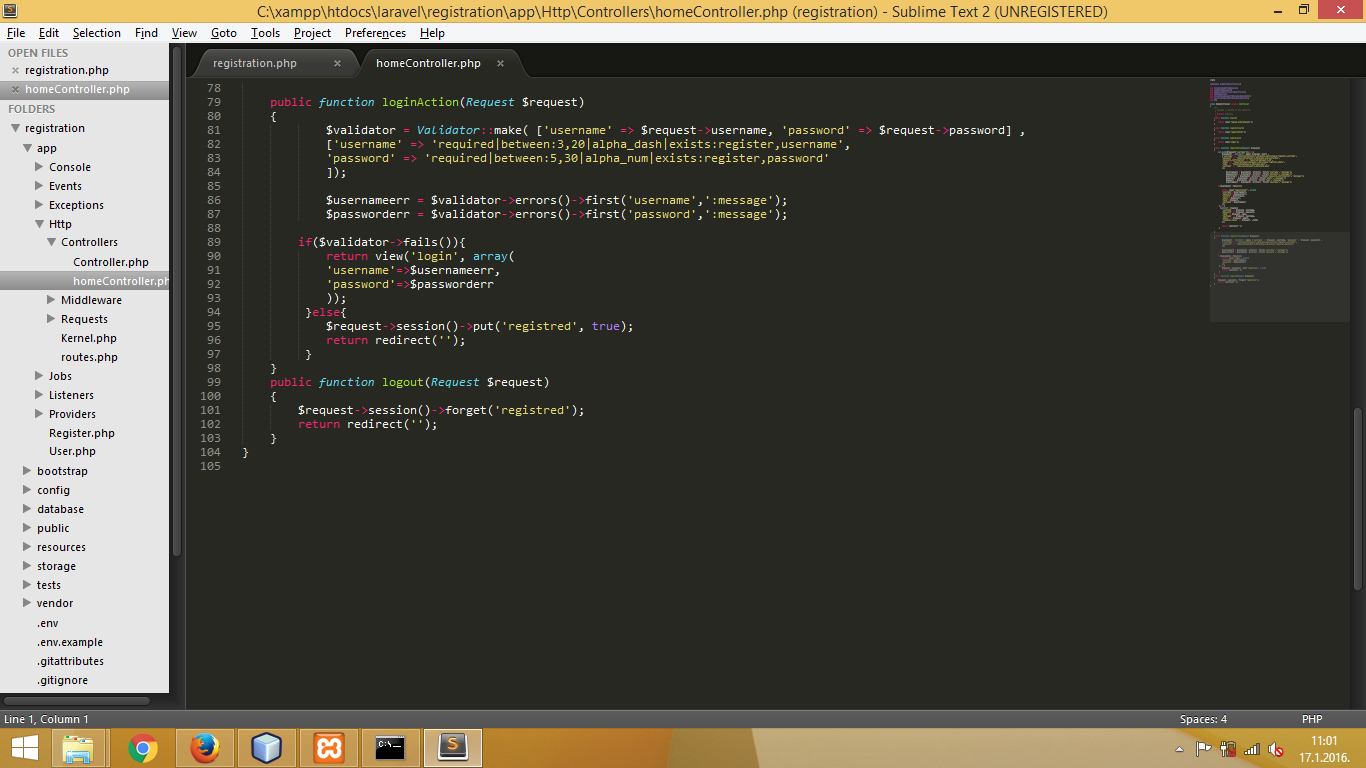 C:\xampp\htdocs\laravel\registration\app\Http\Controllers\homeController.php (registration) - Sublime Text 2 (UNREGISTERED)
File Edit Selection Find View Goto Tools Project Preferences Help
OPEN FILES
registration.php
homeController.php
FOLDERS
registration
app
Console
Events
Exceptions
Http
Controllers
Controller.php
homeController.ph
Middleware
Requests
Kernel.php
routes.php
Jobs
Listeners
Providers
Register.php
User.php
bootstrap
config
database
public
resources
storage
tests
vendor
.env
.env.example
.gitattributes
.gitignore
registration.php homeController.php
78
79 public function loginAction(Request $request)
80 {
81 $validator = Validator::make( ['username' => $request->username, 'password' => $request->password] ,
82 ['username' => 'required|between:3,20|alpha_dash|exists:register,username',
83 'password' => 'required|between:5,30|alpha_num|exists:register,password'
84 ]);
85
86 $usernameerr = $validator->errors()->first('username',':message');
87 $passworderr = $validator->errors()->first('password',':message');
88
89 if($validator->fails()){
90 return view('login', array(
91 'username'=>$usernameerr,
92 'password'=>$passworderr
93 ));
94 }else{
95 $request->session()->put('registred', true);
96 return redirect('');
97 }
98 }
99 public function logout(Request $request)
100 {
101 $request->session()->forget('registred');
102 return redirect('');
103 }
104 }
105
Line 1, Column 1 Spaces: 4 PHP
11:01
17.1.2016.